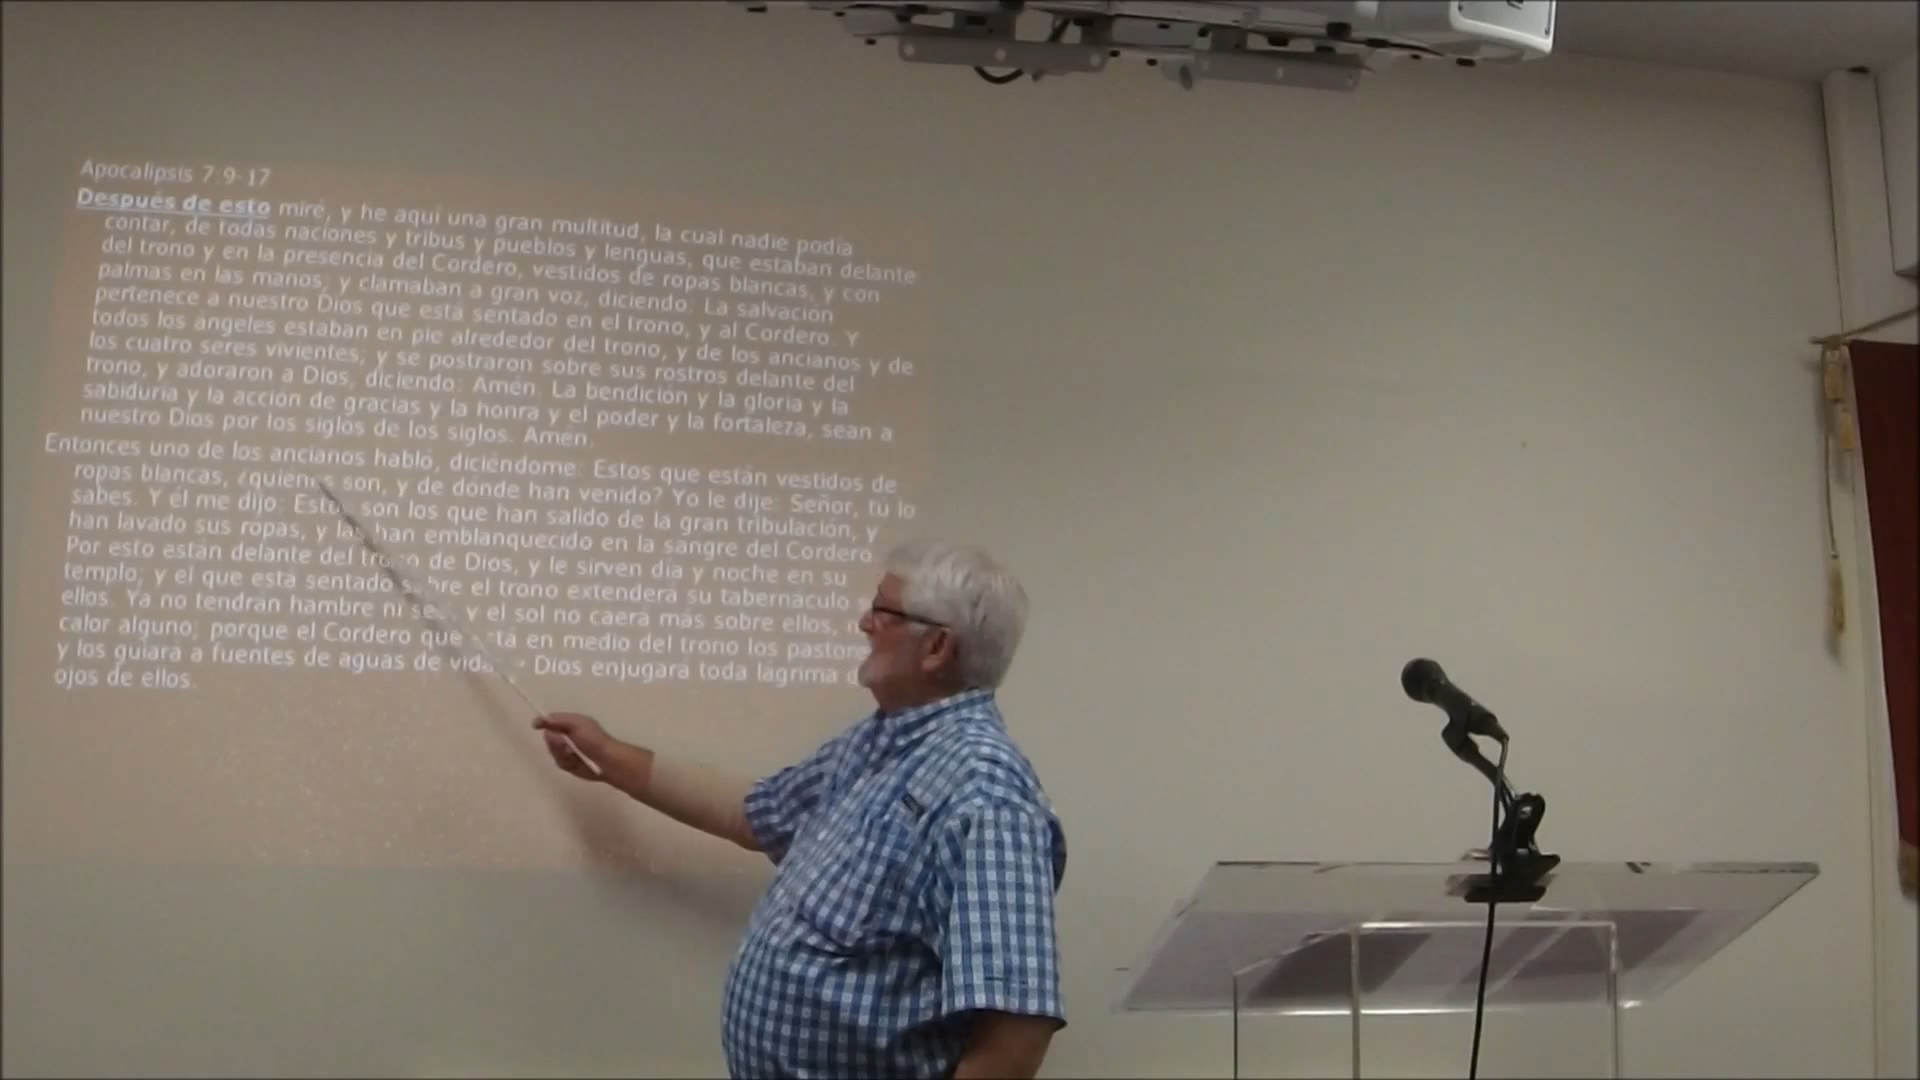 Apocalipsis 7:9-17
Después de esto miré, y he aquí una gran multitud, la cual nadie podía
contar, de todas naciones y tribus y pueblos y lenguas, que estaban delante
del trono y en la presencia del Cordero, vestidos de ropas blancas, y con
palmas en las manos; y clamaban a gran voz, diciendo: La salvación
pertenece a nuestro Dios que está sentado en el trono, y al Cordero. Y
todos los ángeles estaban en pie alrededor del trono, y de los ancianos y de
los cuatro seres vivientes; y se postraron sobre sus rostros delante del
trono, y adoraron a Dios, diciendo: Amén. La bendición y la gloria y la
sabiduría y la acción de gracias y la honra y el poder y la fortaleza, sean a
nuestro Dios por los siglos de los siglos. Amén.
Entonces uno de los ancianos habló, diciéndome: Estos que están vestidos de
ropas blancas, ¿quiénes son, y de dónde han venido? Yo le dije: Señor, tú lo
sabes. Y él me dijo: Estos son los que han salido de la gran tribulación, y
han lavado sus ropas, y las han emblanquecido en la sangre del Cordero.
Por esto están delante del trono de Dios, y le sirven día y noche en su
templo; y el que está sentado sobre el trono extenderá su tabernáculo
ellos. Ya no tendrán hambre ni sed, y el sol no caerá más sobre ellos,
calor alguno; porque el Cordero que está en medio del trono los pastore
y los guiará a fuentes de aguas de vida; Dios enjugará toda lágrima
ojos de ellos.